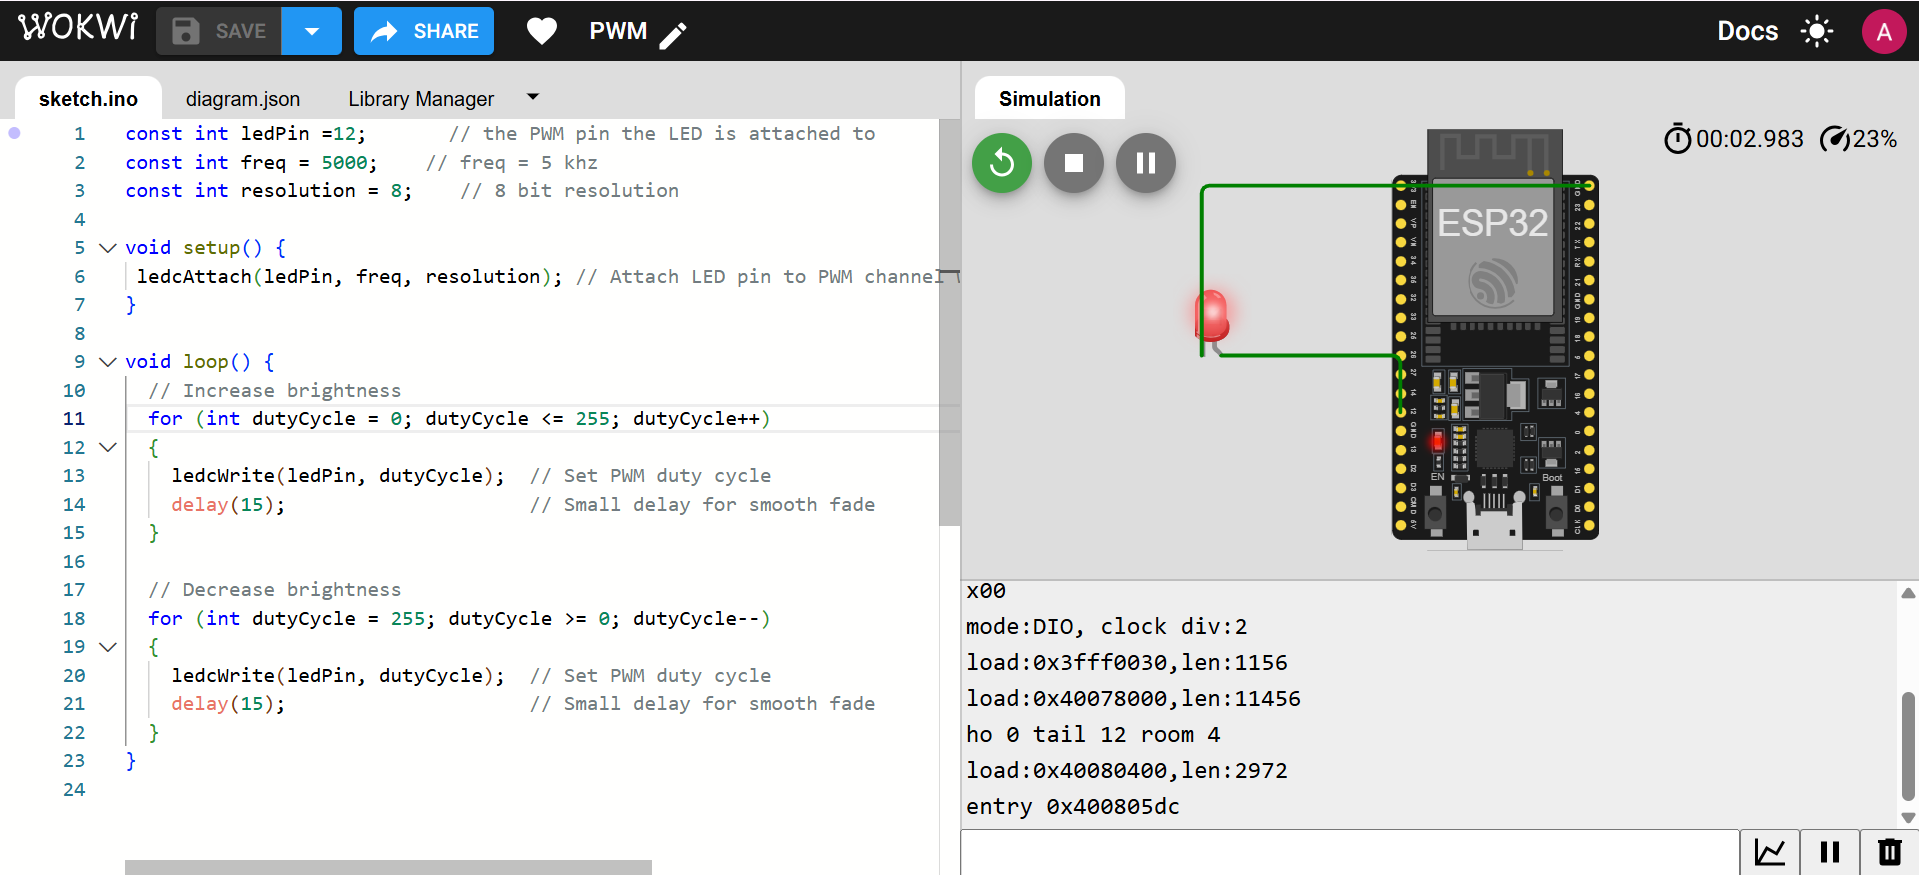 WOKWI SAVE SHARE PWM Docs A
sketch.ino diagram.json Library Manager
1 const int ledPin =12; // the PWM pin the LED is attached to
2 const int freq = 5000; // freq = 5 khz
3 const int resolution = 8; // 8 bit resolution
4
5 void setup() {
6 ledcAttach(ledPin, freq, resolution); // Attach LED pin to PWM channel
7 }
8
9 void loop() {
10 // Increase brightness
11 for (int dutyCycle = 0; dutyCycle <= 255; dutyCycle++)
12 {
13 ledcWrite(ledPin, dutyCycle); // Set PWM duty cycle
14 delay(15); // Small delay for smooth fade
15 }
16
17 // Decrease brightness
18 for (int dutyCycle = 255; dutyCycle >= 0; dutyCycle--)
19 {
20 ledcWrite(ledPin, dutyCycle); // Set PWM duty cycle
21 delay(15); // Small delay for smooth fade
22 }
23 }
24
Simulation
00:02.983 23%
ESP32
EN Boot
x00
mode:DIO, clock div:2
load:0x3fff0030,len:1156
load:0x40078000,len:11456
ho 0 tail 12 room 4
load:0x40080400,len:2972
entry 0x400805dc